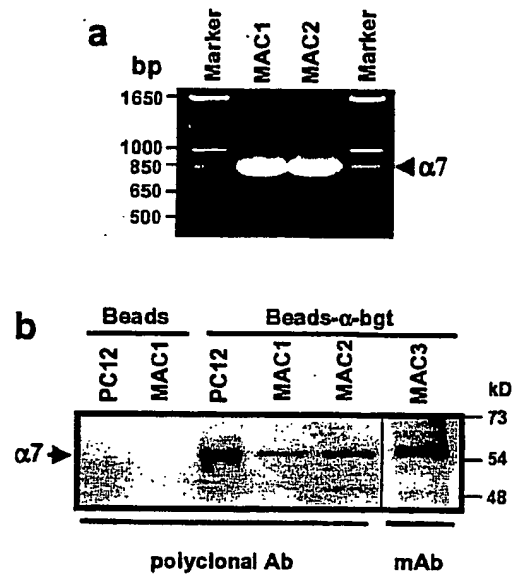 a
bp
Marker
MAC1
MAC2
Marker
1650
1000
850
650
500
α7
b
Beads
Beads-α-bgt
PC12
MAC1
PC12
MAC1
MAC2
MAC3
kD
α7
73
54
48
polyclonal Ab
mAb